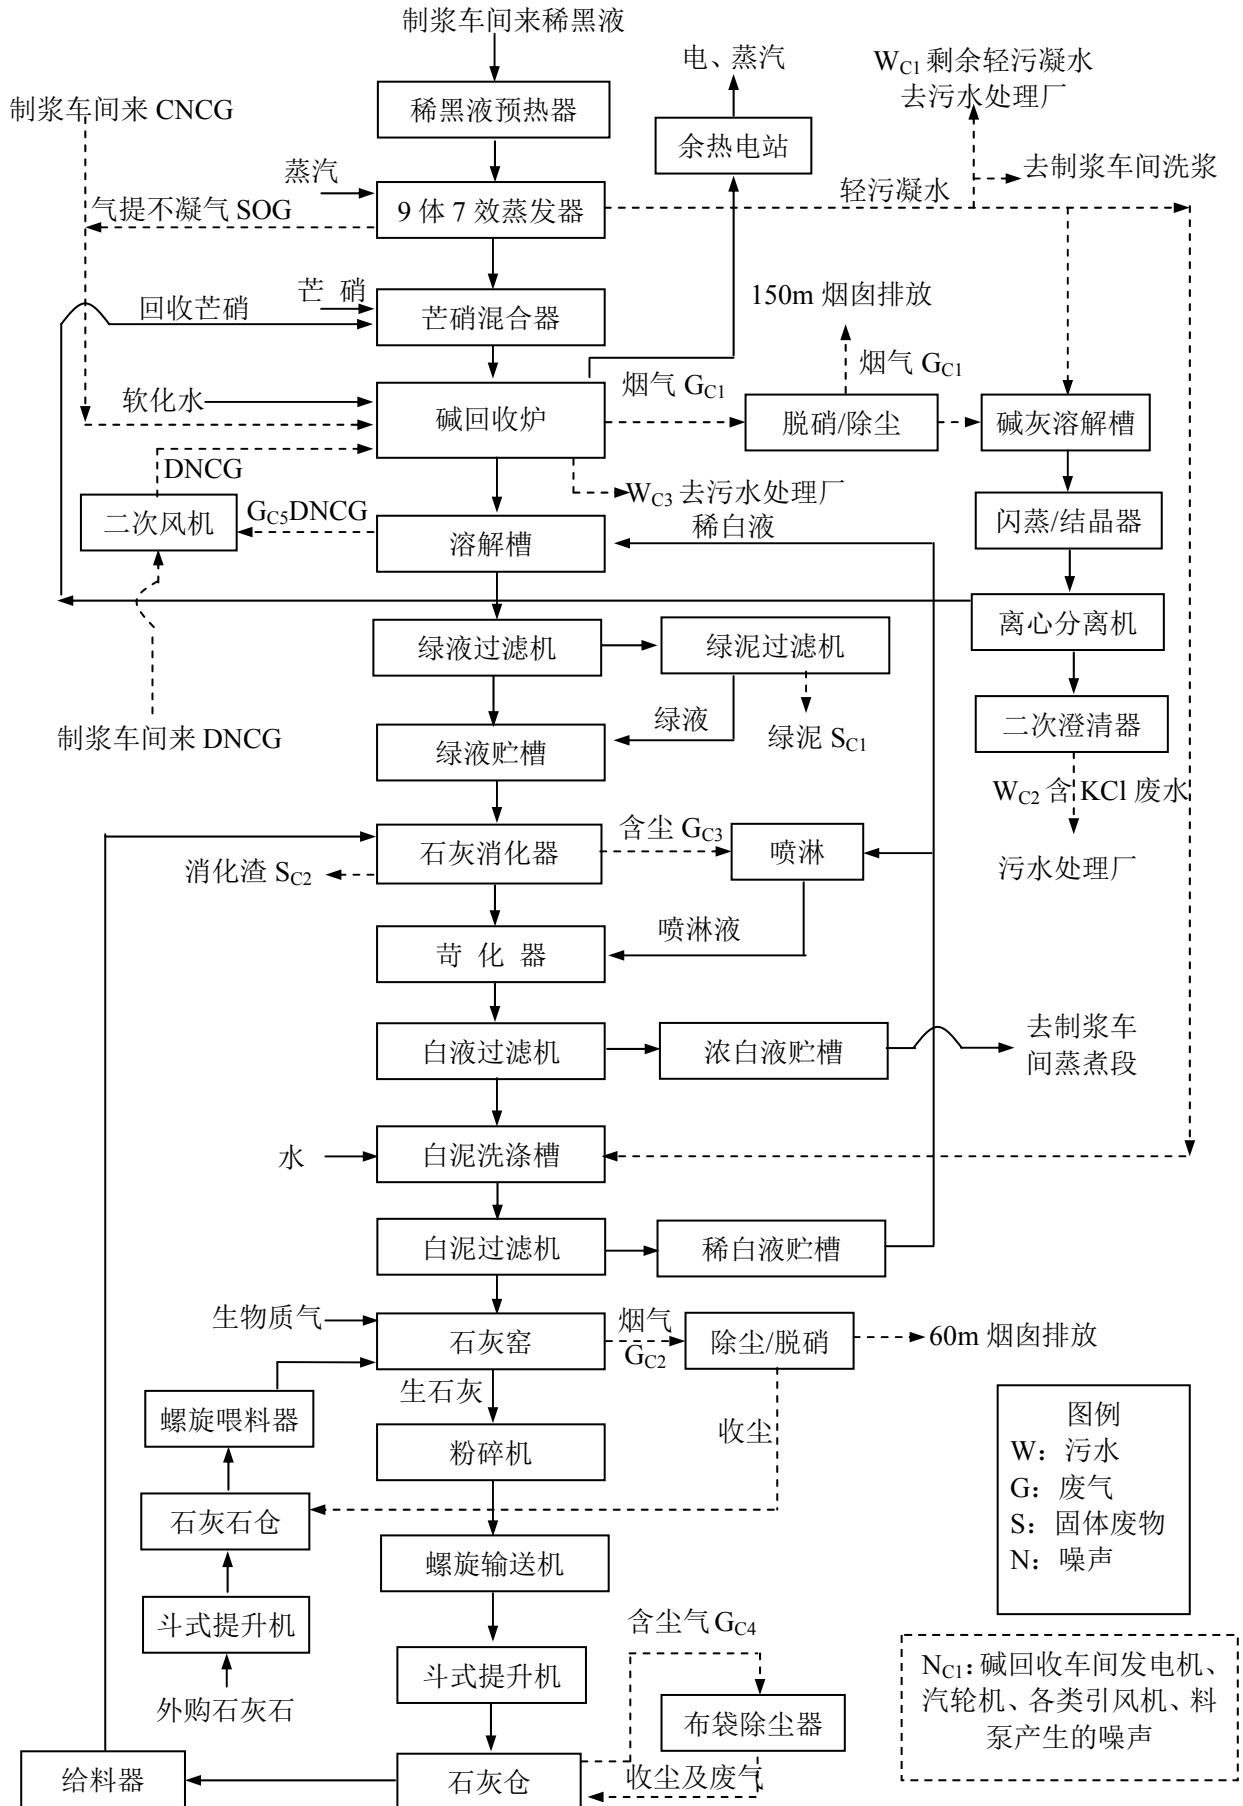 制浆车间来稀黑液
电、蒸汽
W_C1 剩余轻污凝水
去污水处理厂
制浆车间来 CNCG
稀黑液预热器
余热电站
蒸汽
去制浆车间洗浆
气提不凝气 SOG
9 体 7 效蒸发器
轻污凝水
芒 硝
150m 烟囱排放
回收芒硝
芒硝混合器
烟气 G_C1
烟气 G_C1
软化水
碱回收炉
脱硝/除尘
碱灰溶解槽
DNCG
W_C3 去污水处理厂
二次风机
G_C5DNCG
稀白液
溶解槽
闪蒸/结晶器
离心分离机
绿液过滤机
绿泥过滤机
制浆车间来 DNCG
绿液
绿泥 S_C1
二次澄清器
绿液贮槽
W_C2 含 KCl 废水
含尘 G_C3
石灰消化器
喷淋
消化渣 S_C2
污水处理厂
喷淋液
苛 化 器
去制浆车
间蒸煮段
白液过滤机
浓白液贮槽
水
白泥洗涤槽
白泥过滤机
稀白液贮槽
生物质气
石灰窑
烟气
G_C2
除尘/脱硝
60m 烟囱排放
生石灰
螺旋喂料器
收尘
粉碎机
图例
W：污水
G：废气
S：固体废物
N：噪声
石灰石仓
螺旋输送机
斗式提升机
含尘气 G_C4
斗式提升机
外购石灰石
布袋除尘器
N_C1：碱回收车间发电机、
汽轮机、各类引风机、料
泵产生的噪声
给料器
石灰仓
收尘及废气